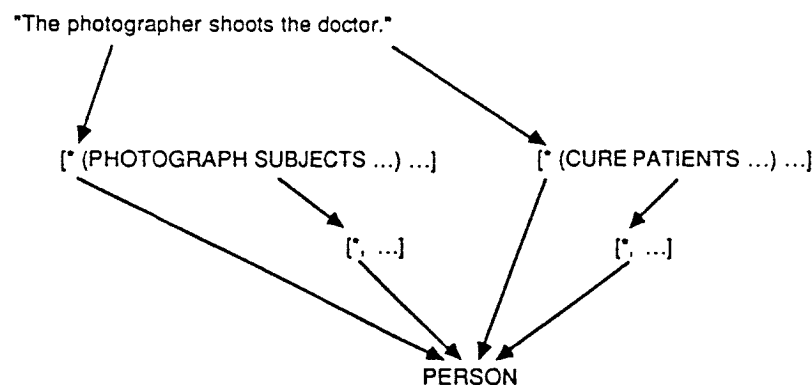 "The photographer shoots the doctor."
[* (PHOTOGRAPH SUBJECTS ...) ...] [* (CURE PATIENTS ...) ...]
[*, ...] [*, ...]
PERSON